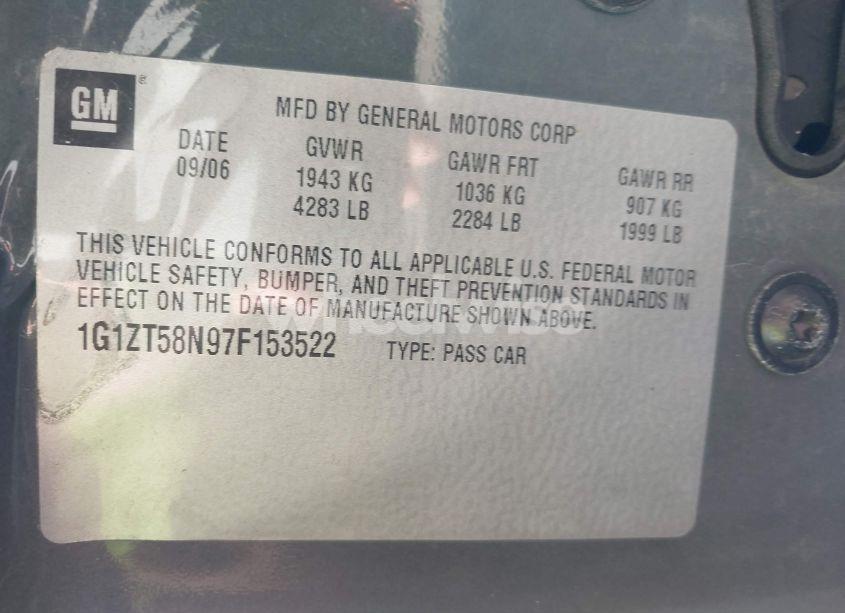 GM ®
MFD BY GENERAL MOTORS CORP
DATE GVWR GAWR FRT GAWR RR
09/06 1943 KG 1036 KG 907 KG
4283 LB 2284 LB 1999 LB
THIS VEHICLE CONFORMS TO ALL APPLICABLE U.S. FEDERAL MOTOR
VEHICLE SAFETY, BUMPER, AND THEFT PREVENTION STANDARDS IN
EFFECT ON THE DATE OF MANUFACTURE SHOWN ABOVE.
1G1ZT58N97F153522 TYPE: PASS CAR